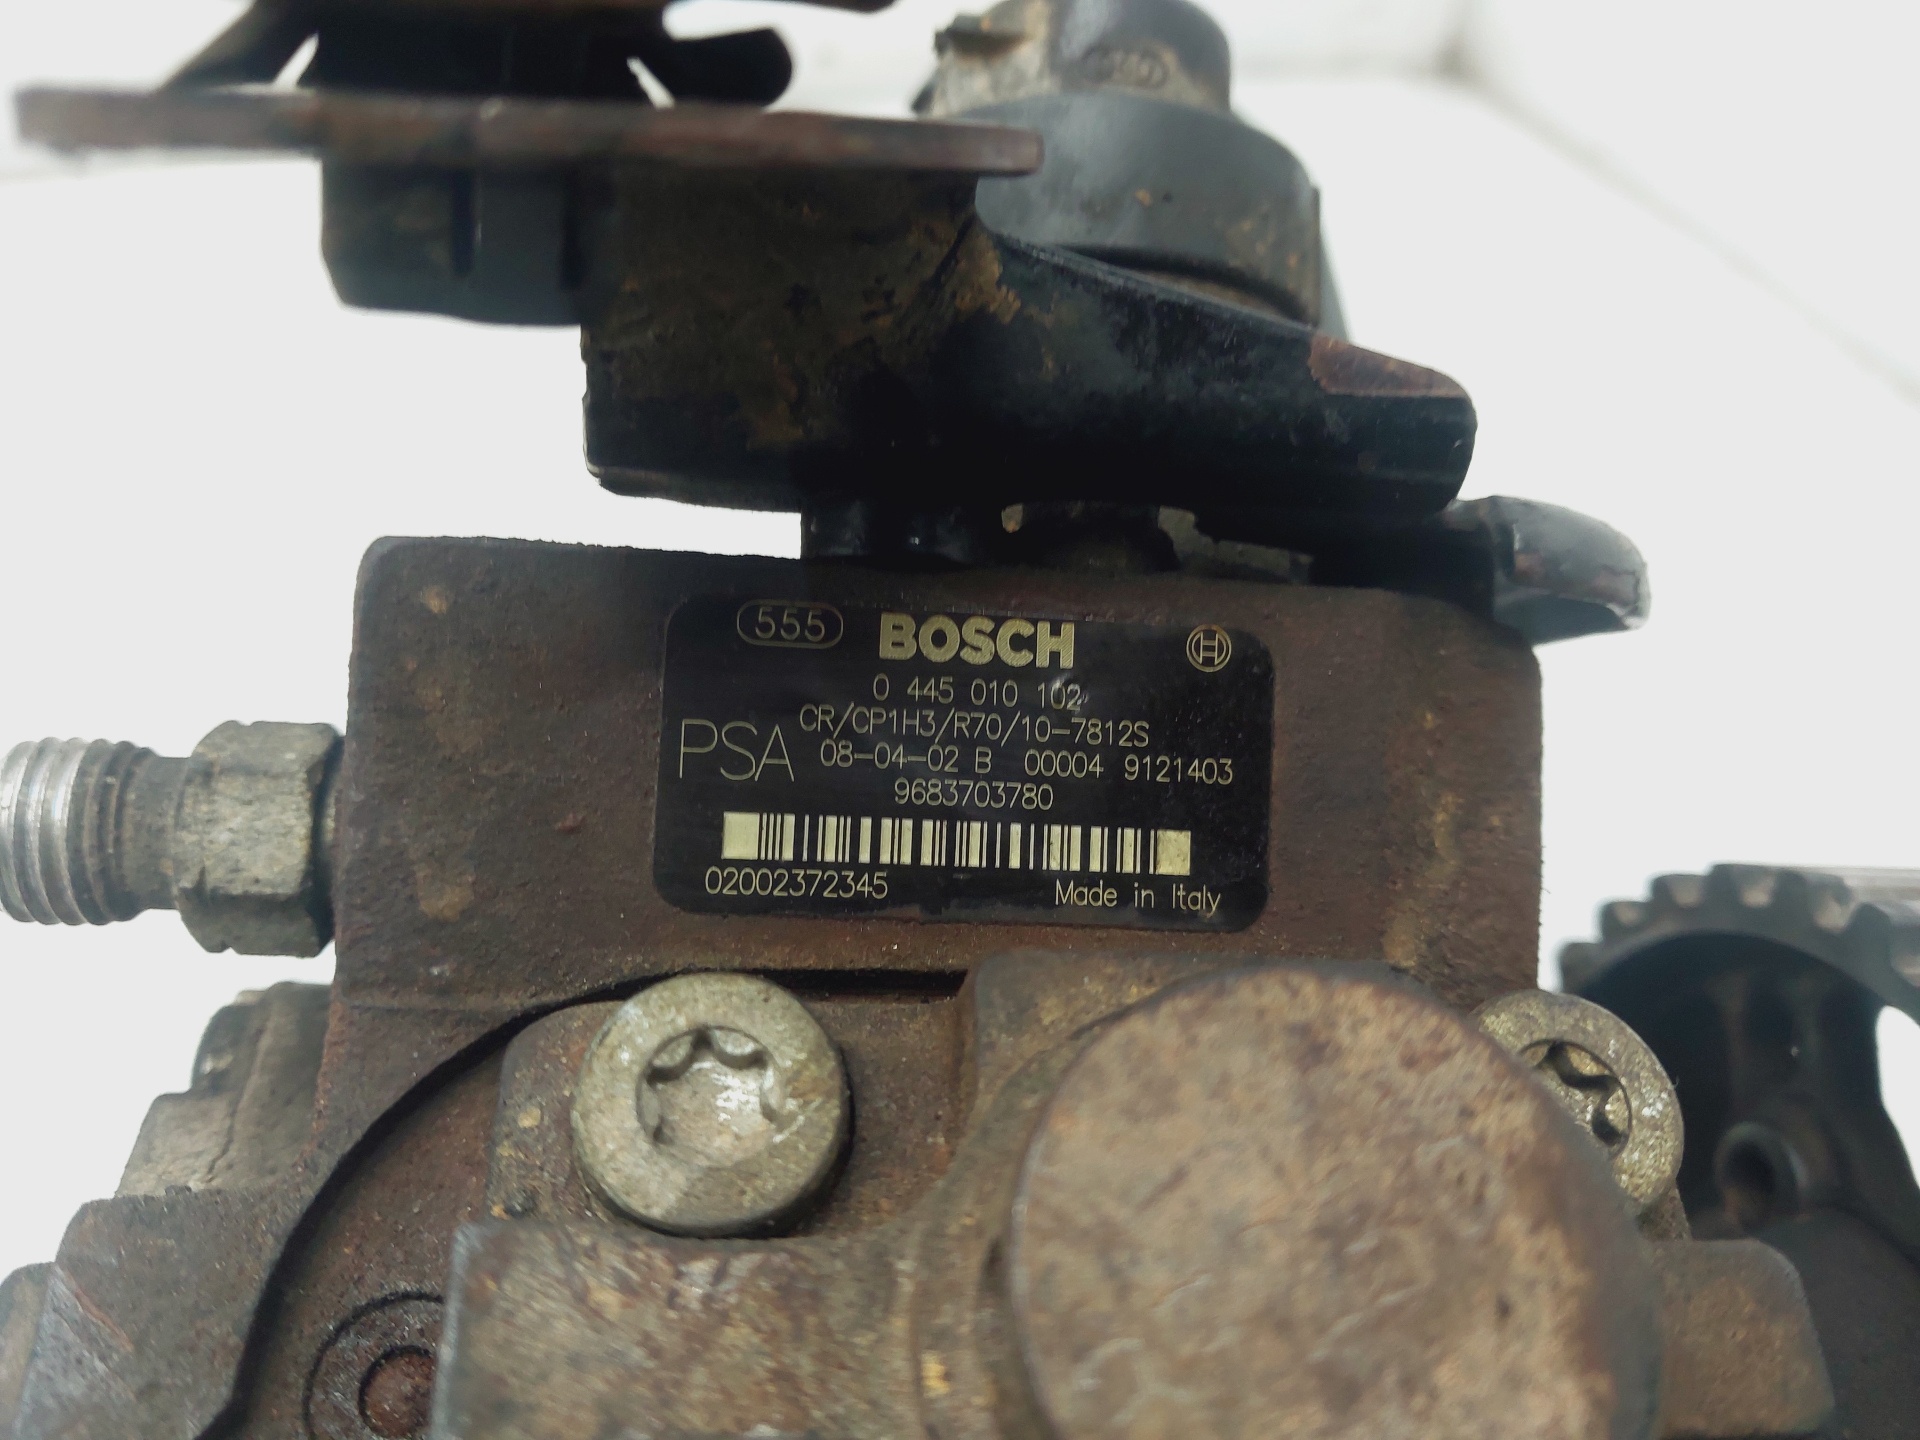 555 BOSCH
0 445 010 102
CR/CP1H3/R70/10-7812S
PSA 08-04-02 B 00004 9121403
9683703780
02002372345 Made in Italy